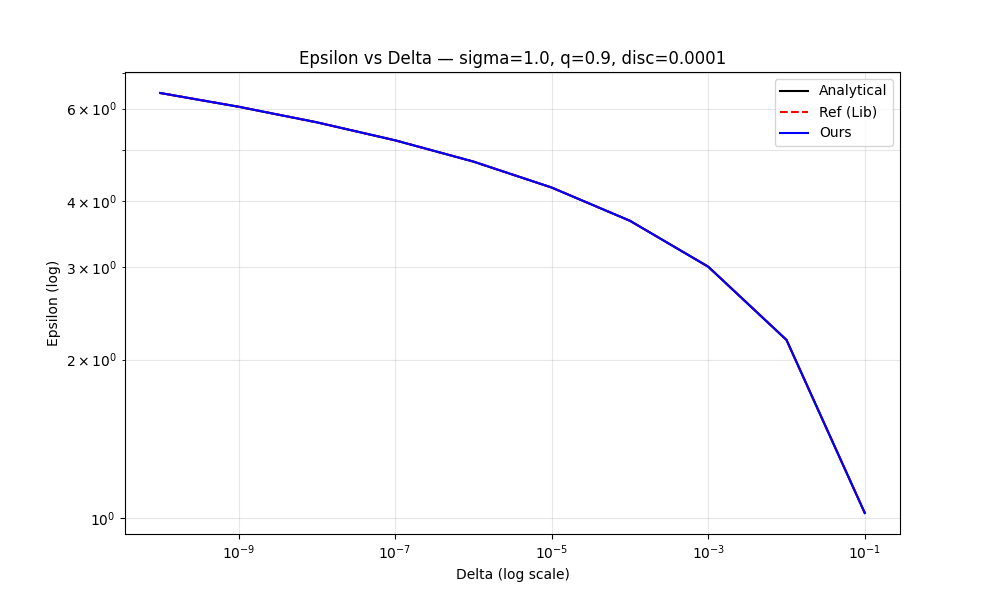 Epsilon vs Delta — sigma=1.0, q=0.9, disc=0.0001
Analytical
Ref (Lib)
Ours
Epsilon (log)
6 × 10⁰
4 × 10⁰
3 × 10⁰
2 × 10⁰
10⁰
10⁻⁹
10⁻⁷
10⁻⁵
10⁻³
10⁻¹
Delta (log scale)